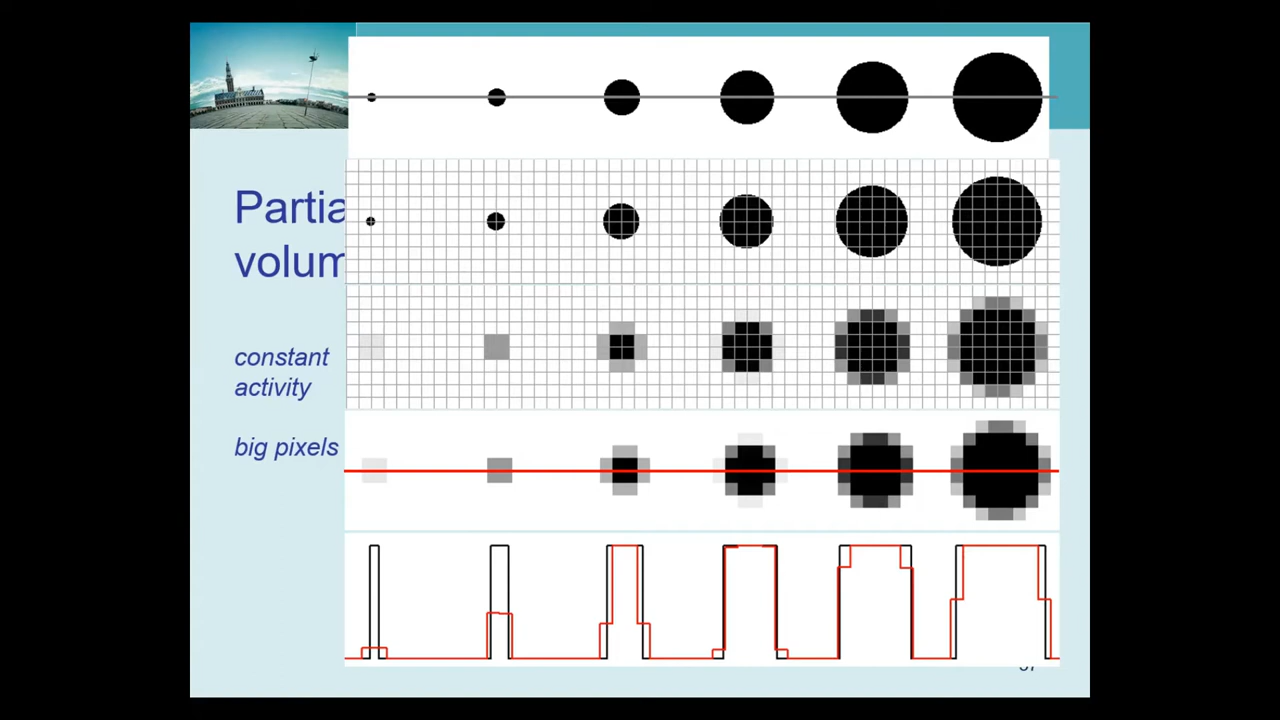 Partia
volum
constant
activity
big pixels